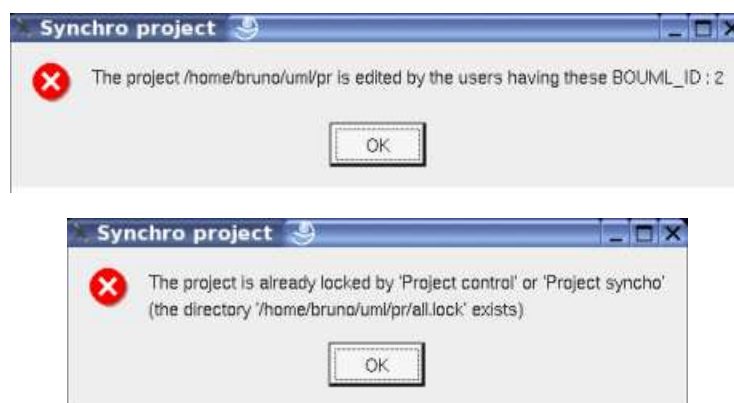 Synchro project
The project /home/bruno/uml/pr is edited by the users having these BOUML_ID : 2
OK
Synchro project
The project is already locked by 'Project control' or 'Project syncho'
(the directory '/home/bruno/uml/pr/all.lock' exists)
OK